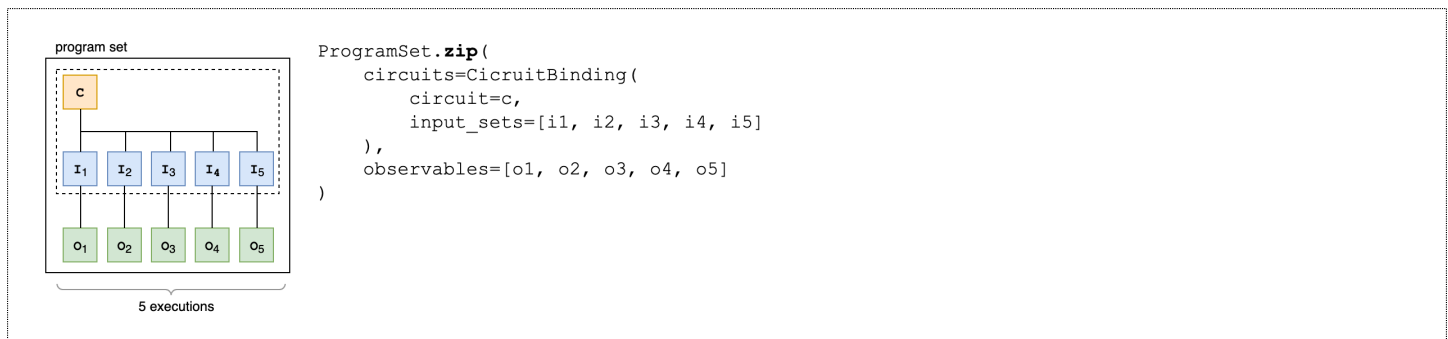 program set
C
I1 I2 I3 I4 I5
O1 O2 O3 O4 O5
5 executions
ProgramSet.zip(
    circuits=CicruitBinding(
        circuit=c,
        input_sets=[i1, i2, i3, i4, i5]
    ),
    observables=[o1, o2, o3, o4, o5]
)